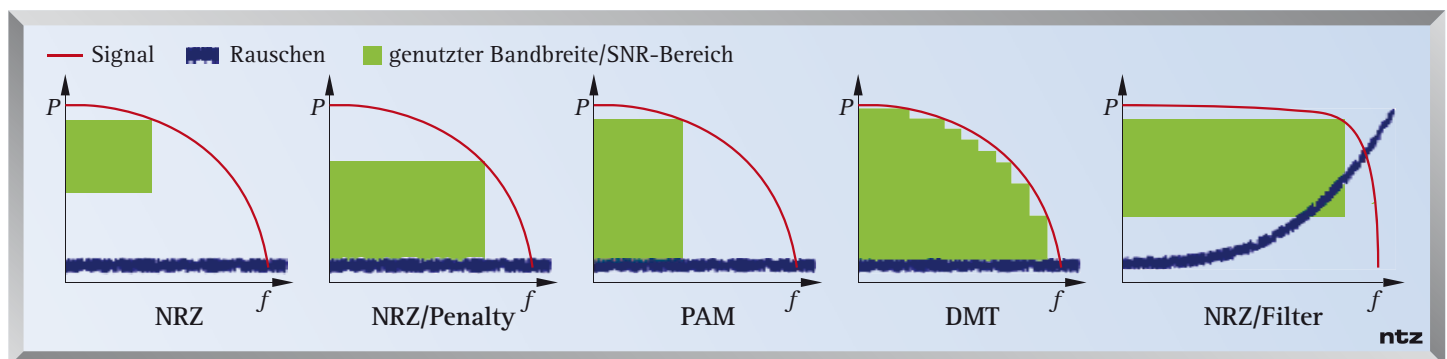 Signal Rauschen genutzter Bandbreite/SNR-Bereich
P P P P P
f f f f f
NRZ NRZ/Penalty PAM DMT NRZ/Filter
ntz